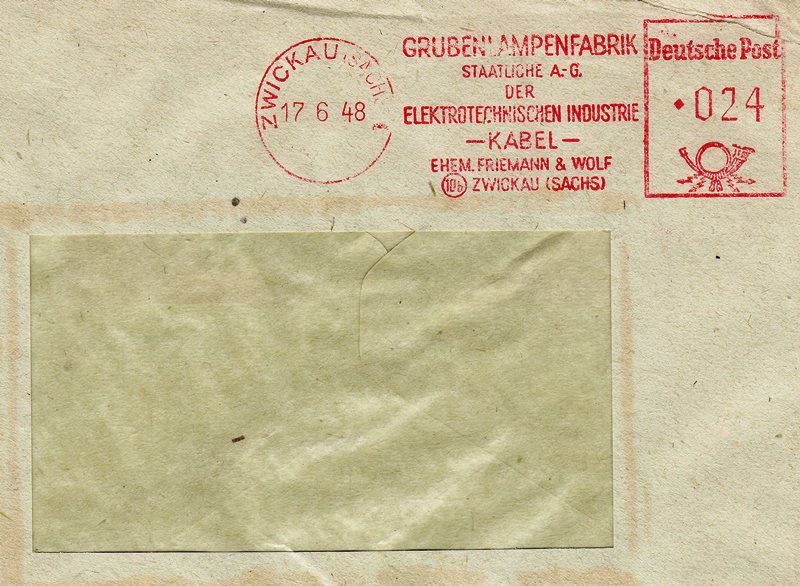 ZWICKAU (SACHS)
17 6 48
GRUBENLAMPENFABRIK
STAATLICHE A.-G.
DER
ELEKTROTECHNISCHEN INDUSTRIE
—KABEL—
EHEM. FRIEMANN & WOLF
10b ZWICKAU (SACHS)
Deutsche Post
024